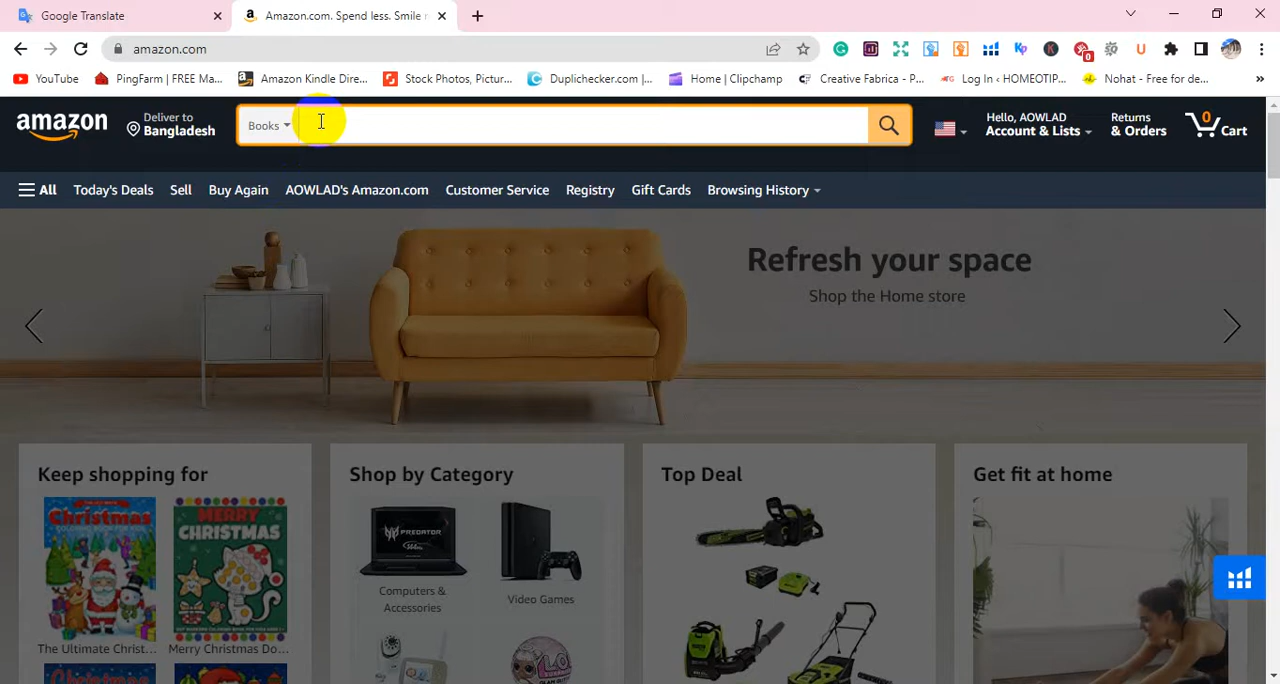 Google Translate
Amazon.com. Spend less. Smile
amazon.com
YouTube
PingFarm | FREE Ma...
Amazon Kindle Dire...
Stock Photos, Pictur...
Duplichecker.com |...
Home | Clipchamp
Creative Fabrica - P...
Log In ‹ HOMEOTIP...
Nohat - Free for de...
»
amazon
Deliver to
Bangladesh
Books
Hello, AOWLAD
Account & Lists
Returns
& Orders
0
Cart
All
Today's Deals
Sell
Buy Again
AOWLAD's Amazon.com
Customer Service
Registry
Gift Cards
Browsing History
Refresh your space
Shop the Home store
Keep shopping for
Shop by Category
Top Deal
Get fit at home
Christmas
MERRY
CHRISTMAS
PREDATOR
Computers &
Accessories
Video Games
The Ultimate Christ...
Merry Christmas Do...